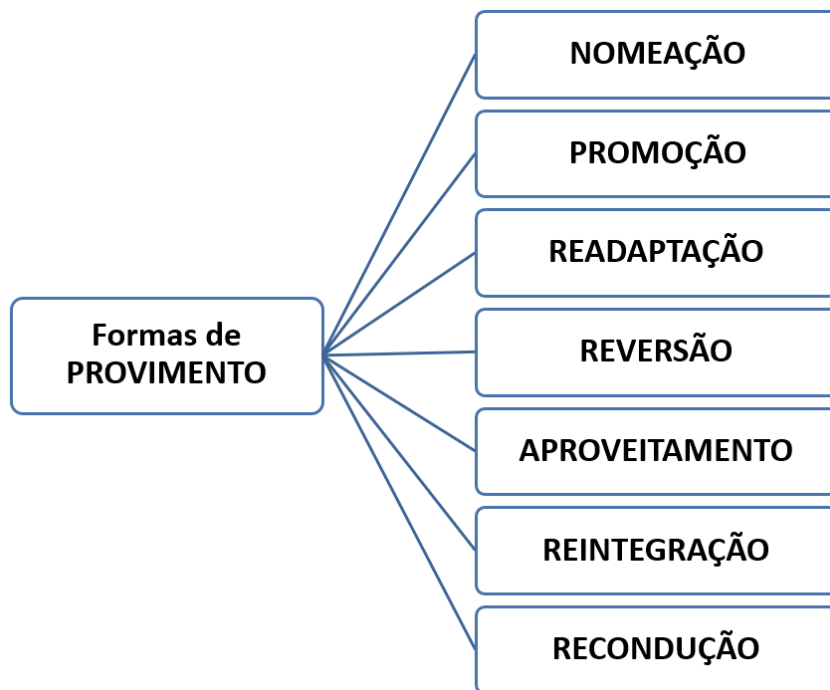 Formas de
PROVIMENTO
NOMEAÇÃO
PROMOÇÃO
READAPTAÇÃO
REVERSÃO
APROVEITAMENTO
REINTEGRAÇÃO
RECONDUÇÃO